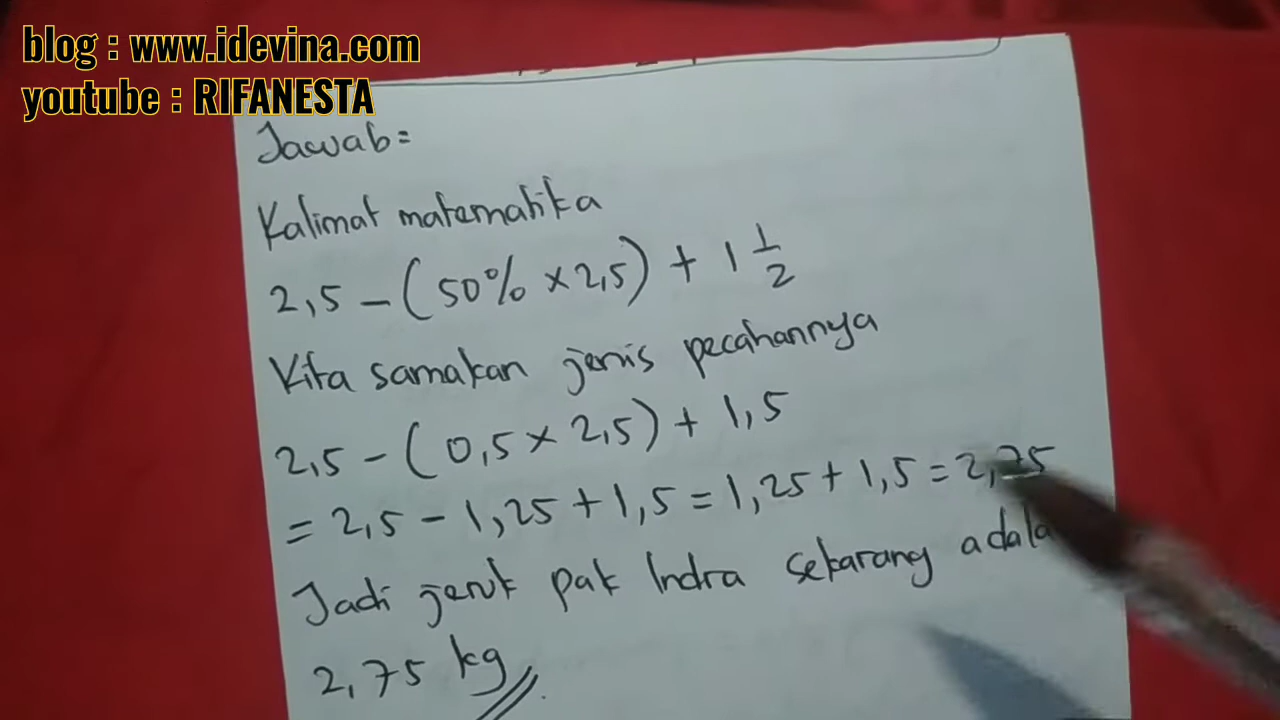 blog : www.idevina.com
youtube : RIFANESTA
Jawab=
Kalimat matematika
2,5 - (50% × 2,5) + 1 1/2
Kita samakan jenis pecahannya
2,5 - (0,5 × 2,5) + 1,5
= 2,5 - 1,25 + 1,5 = 1,25 + 1,5 = 2,75
Jadi jeruk pak Indra sekarang adala
2,75 kg